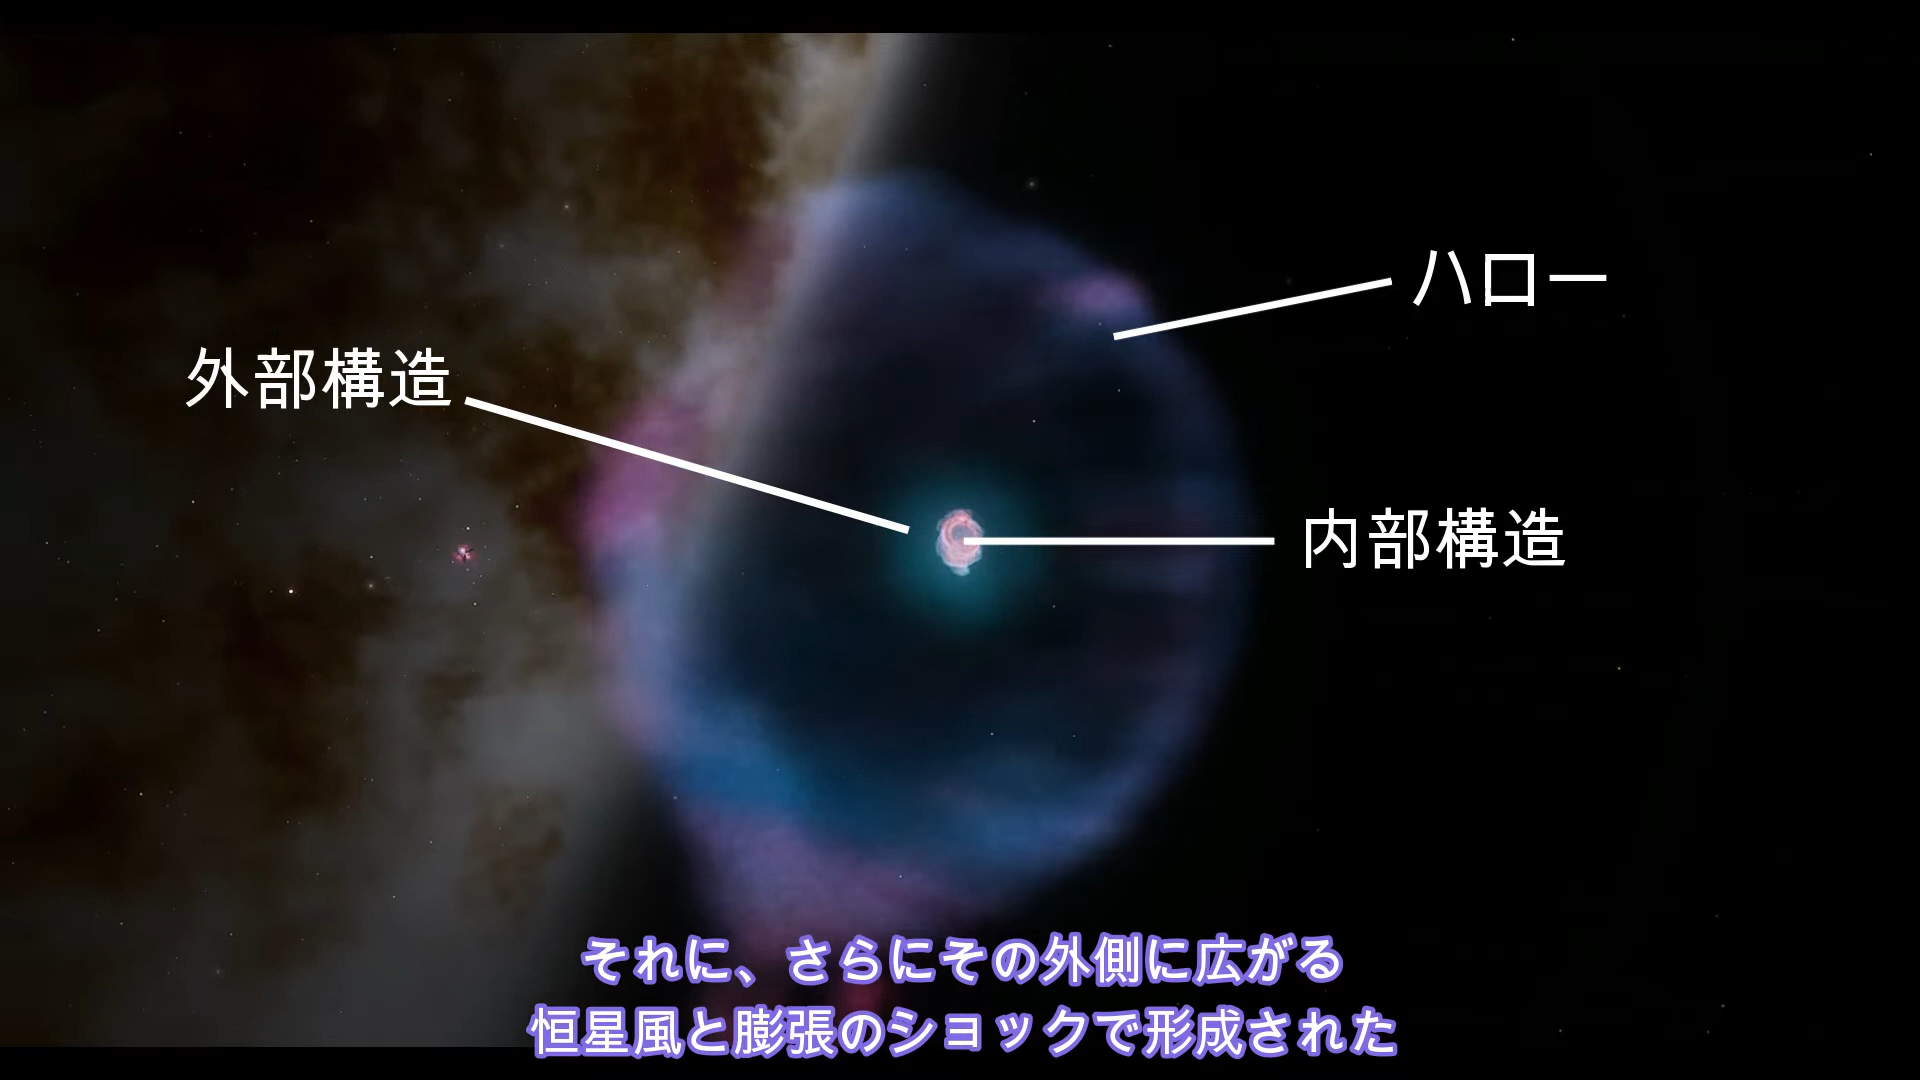 ハロー
外部構造
内部構造
それに、さらにその外側に広がる
恒星風と膨張のショックで形成された